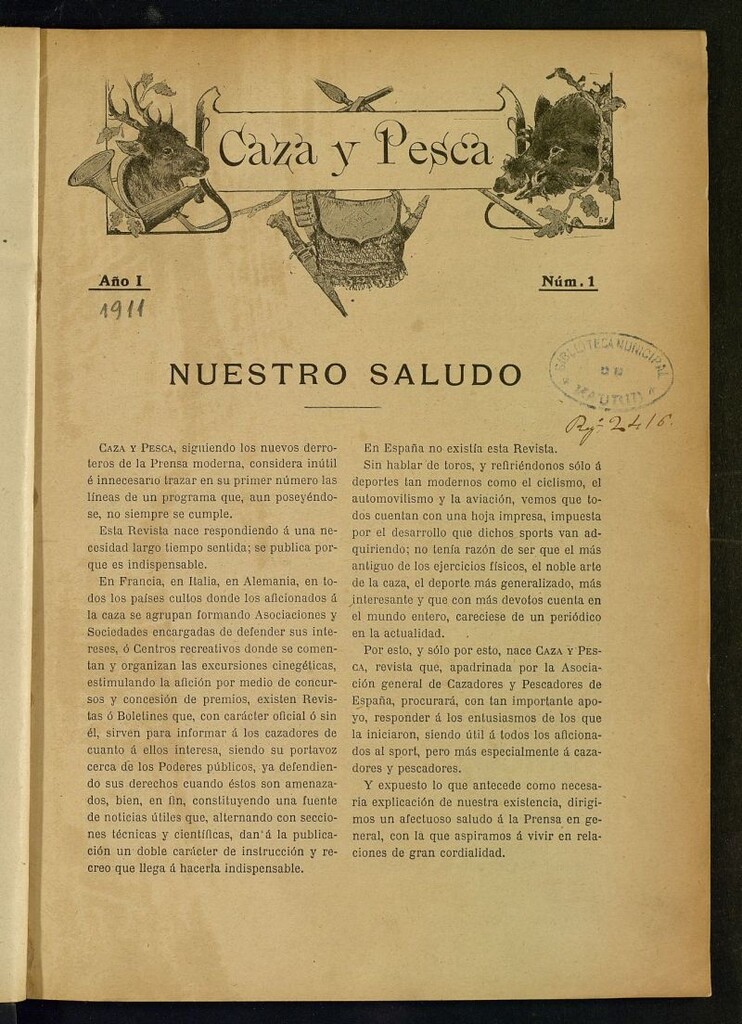 Caza y Pesca
Año I
Núm. 1
1911
NUESTRO SALUDO
BIBLIOTECA MUNICIPAL
DE
MADRID
Rg.ª 2416
CAZA Y PESCA, siguiendo los nuevos derro-
teros de la Prensa moderna, considera inútil
é innecesario trazar en su primer número las
líneas de un programa que, aun poseyéndo-
se, no siempre se cumple.
Esta Revista nace respondiendo á una ne-
cesidad largo tiempo sentida; se publica por-
que es indispensable.
En Francia, en Italia, en Alemania, en to-
dos los países cultos donde los aficionados á
la caza se agrupan formando Asociaciones y
Sociedades encargadas de defender sus inte-
reses, ó Centros recreativos donde se comen-
tan y organizan las excursiones cinegéticas,
estimulando la afición por medio de concur-
sos y concesión de premios, existen Revis-
tas ó Boletines que, con carácter oficial ó sin
él, sirven para informar á los cazadores de
cuanto á ellos interesa, siendo su portavoz
cerca de los Poderes públicos, ya defendien-
do sus derechos cuando éstos son amenaza-
dos, bien, en fin, constituyendo una fuente
de noticias útiles que, alternando con seccio-
nes técnicas y científicas, dan á la publica-
ción un doble carácter de instrucción y re-
creo que llega á hacerla indispensable.
En España no existía esta Revista.
Sin hablar de toros, y refiriéndonos sólo á
deportes tan modernos como el ciclismo, el
automovilismo y la aviación, vemos que to-
dos cuentan con una hoja impresa, impuesta
por el desarrollo que dichos sports van ad-
quiriendo; no tenía razón de ser que el más
antiguo de los ejercicios físicos, el noble arte
de la caza, el deporte más generalizado, más
interesante y que con más devotos cuenta en
el mundo entero, careciese de un periódico
en la actualidad.
Por esto, y sólo por esto, nace CAZA Y PES-
CA, revista que, apadrinada por la Asocia-
ción general de Cazadores y Pescadores de
España, procurará, con tan importante apo-
yo, responder á los entusiasmos de los que
la iniciaron, siendo útil á todos los aficiona-
dos al sport, pero más especialmente á caza-
dores y pescadores.
Y expuesto lo que antecede como necesa-
ria explicación de nuestra existencia, dirigi-
mos un afectuoso saludo á la Prensa en ge-
neral, con la que aspiramos á vivir en rela-
ciones de gran cordialidad.